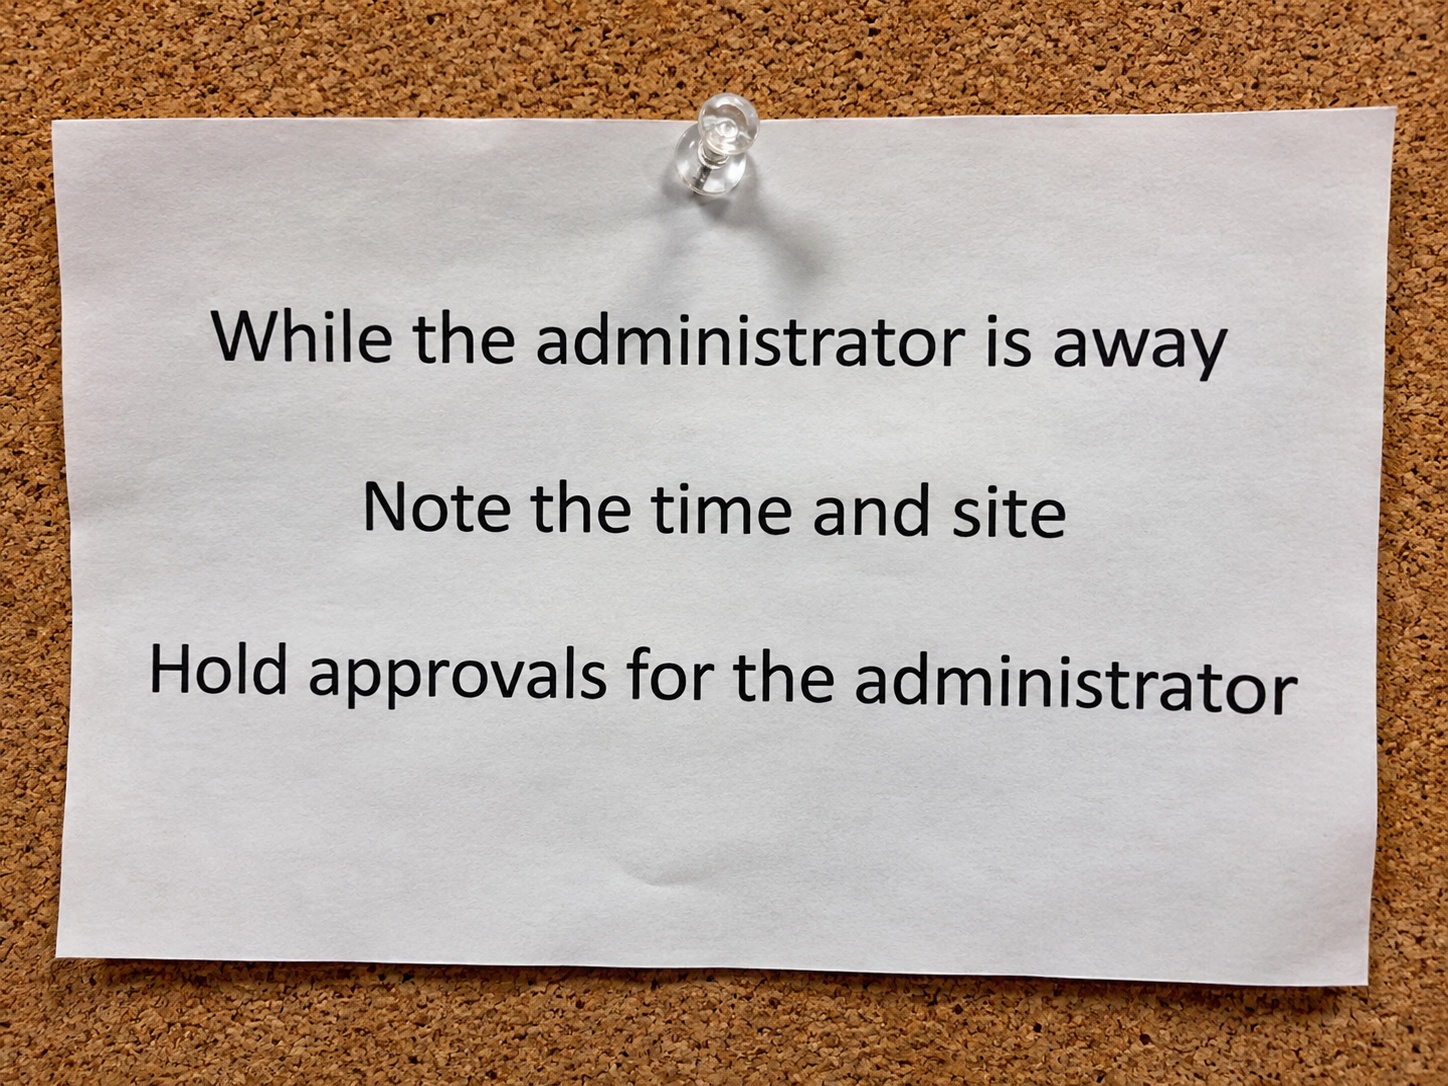 While the administrator is away
Note the time and site
Hold approvals for the administrator